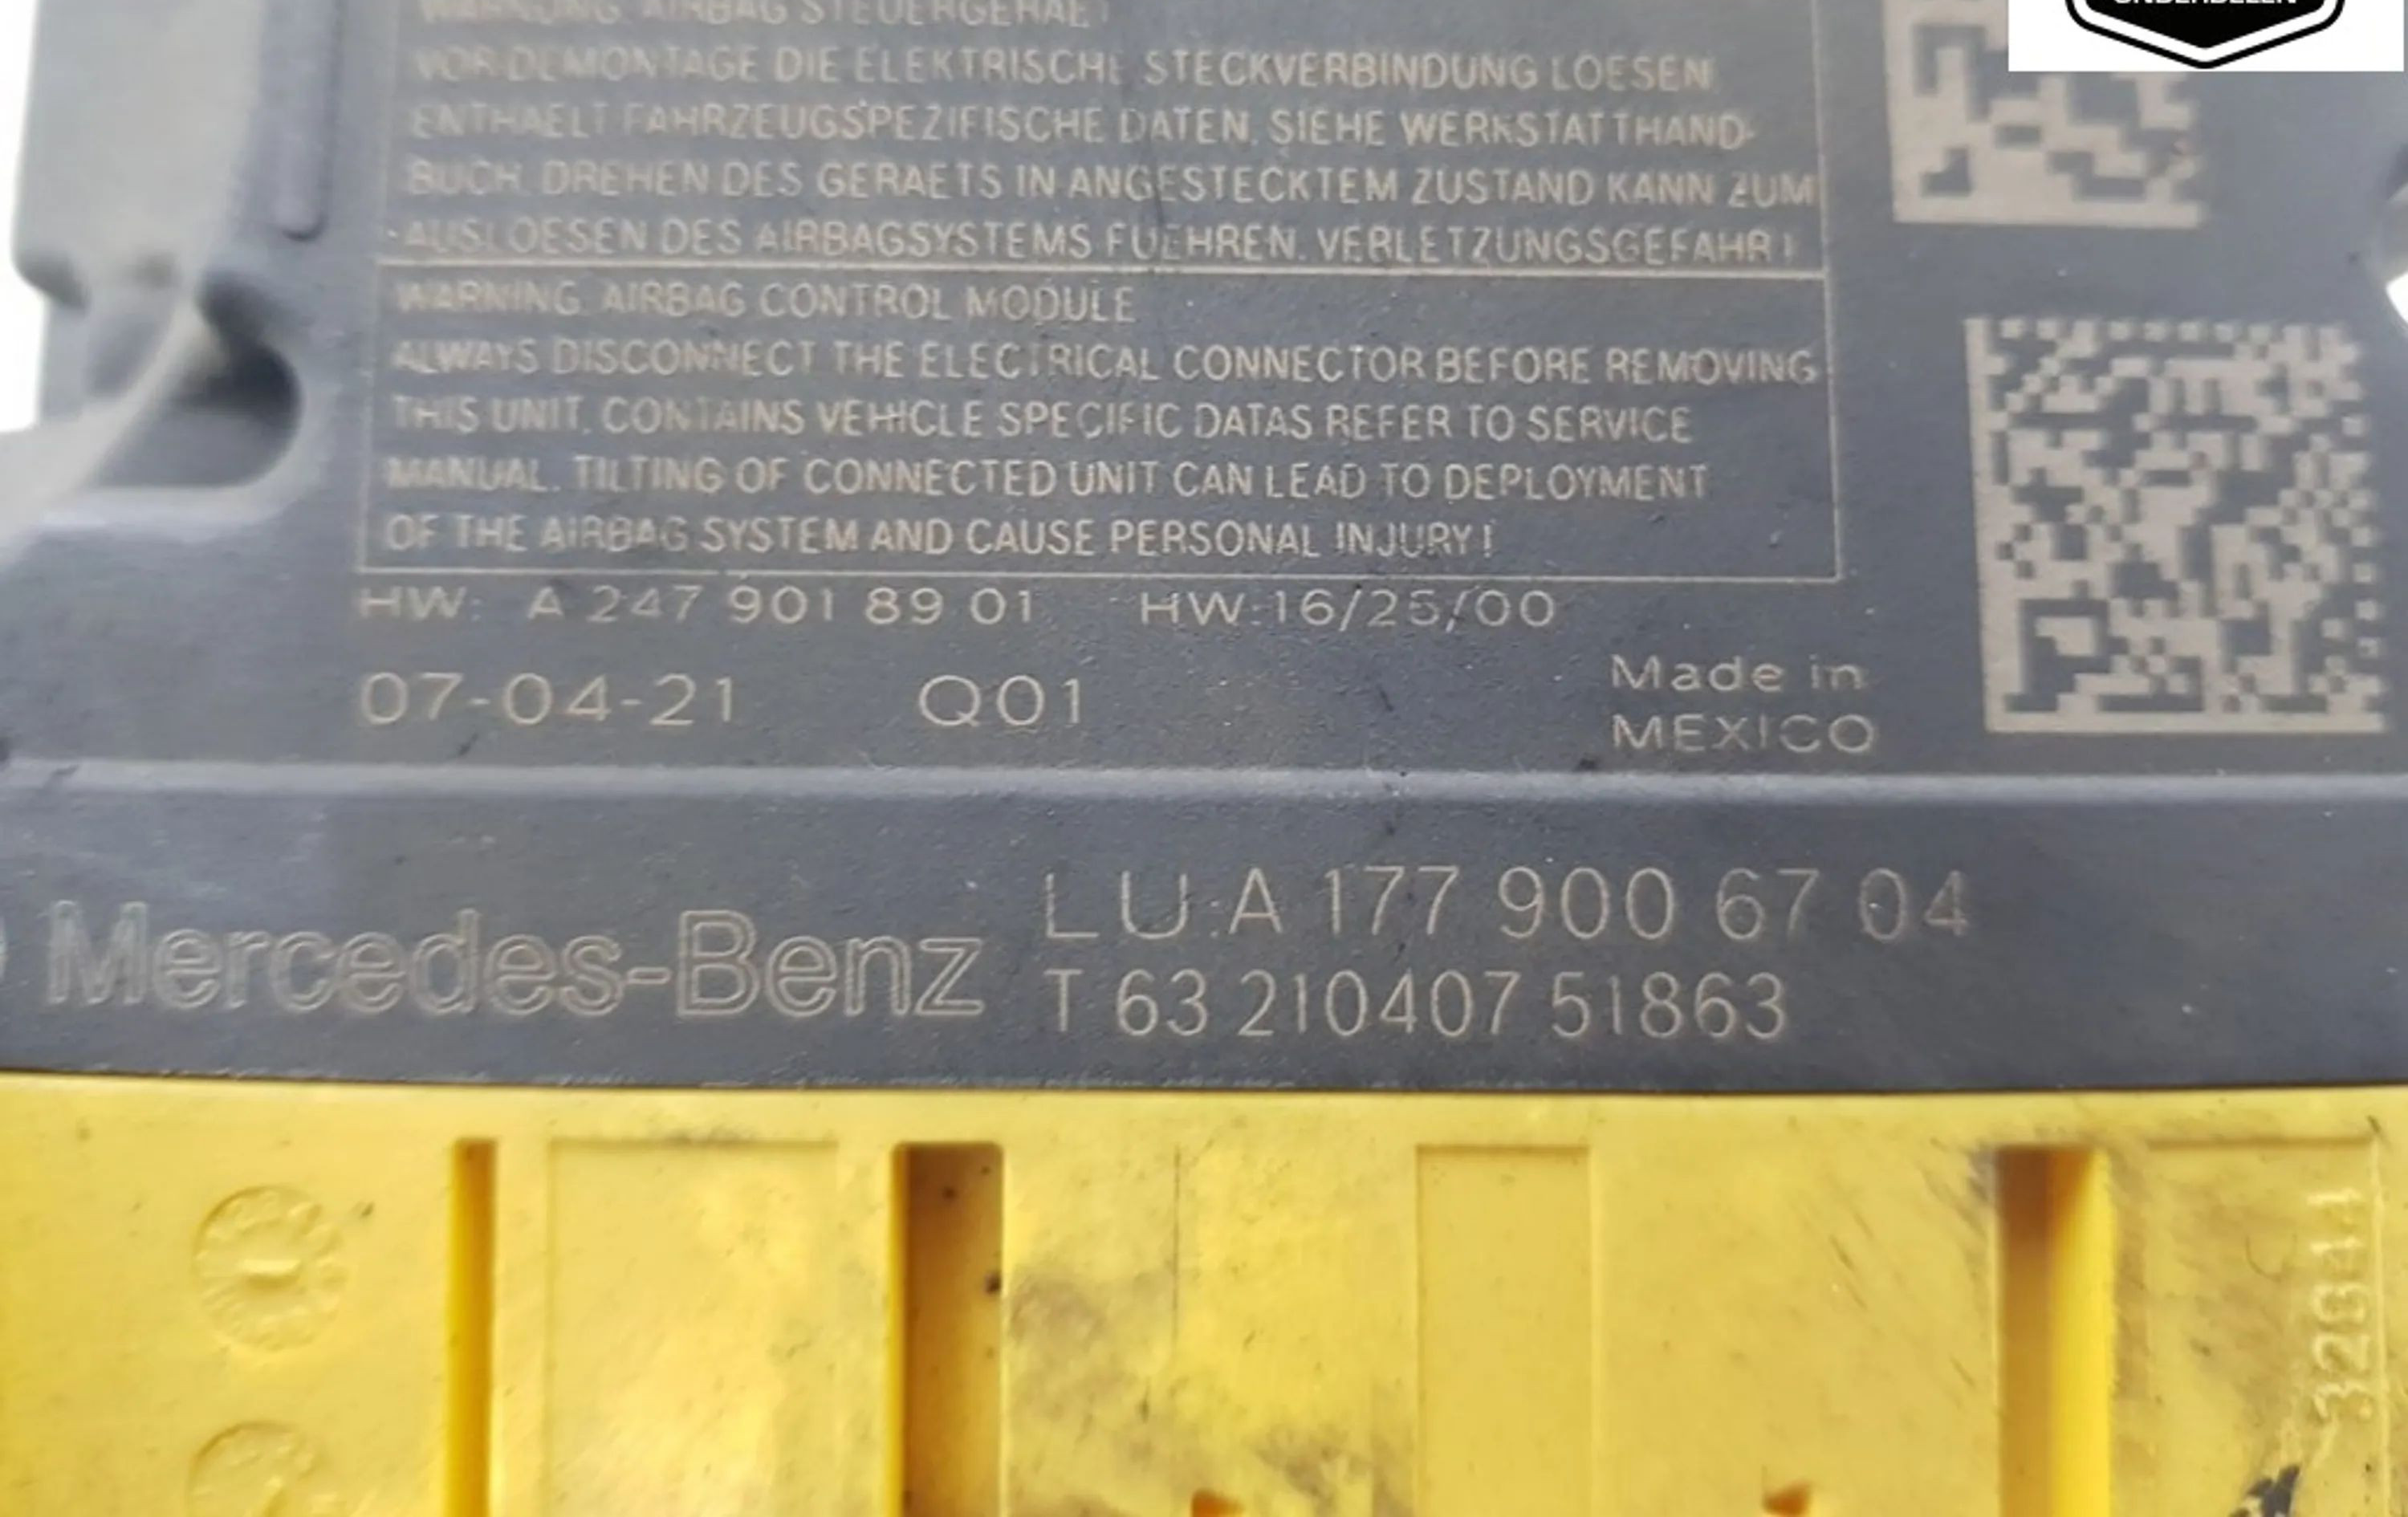 ONDERDELEN
WARNUNG: AIRBAG STEUERGERAET
VOR DEMONTAGE DIE ELEKTRISCHE STECKVERBINDUNG LOESEN.
ENTHAELT FAHRZEUGSPEZIFISCHE DATEN, SIEHE WERKSTATTHAND-
BUCH. DREHEN DES GERAETS IN ANGESTECKTEM ZUSTAND KANN ZUM
AUSLOESEN DES AIRBAGSYSTEMS FUEHREN. VERLETZUNGSGEFAHR!
WARNING: AIRBAG CONTROL MODULE
ALWAYS DISCONNECT THE ELECTRICAL CONNECTOR BEFORE REMOVING
THIS UNIT. CONTAINS VEHICLE SPECIFIC DATAS REFER TO SERVICE
MANUAL. TILTING OF CONNECTED UNIT CAN LEAD TO DEPLOYMENT
OF THE AIRBAG SYSTEM AND CAUSE PERSONAL INJURY!
HW: A 247 901 89 01 HW:16/25/00
07-04-21 Q01
Made in
MEXICO
Mercedes-Benz
LU:A 177 900 67 04
T 63 210407 51863